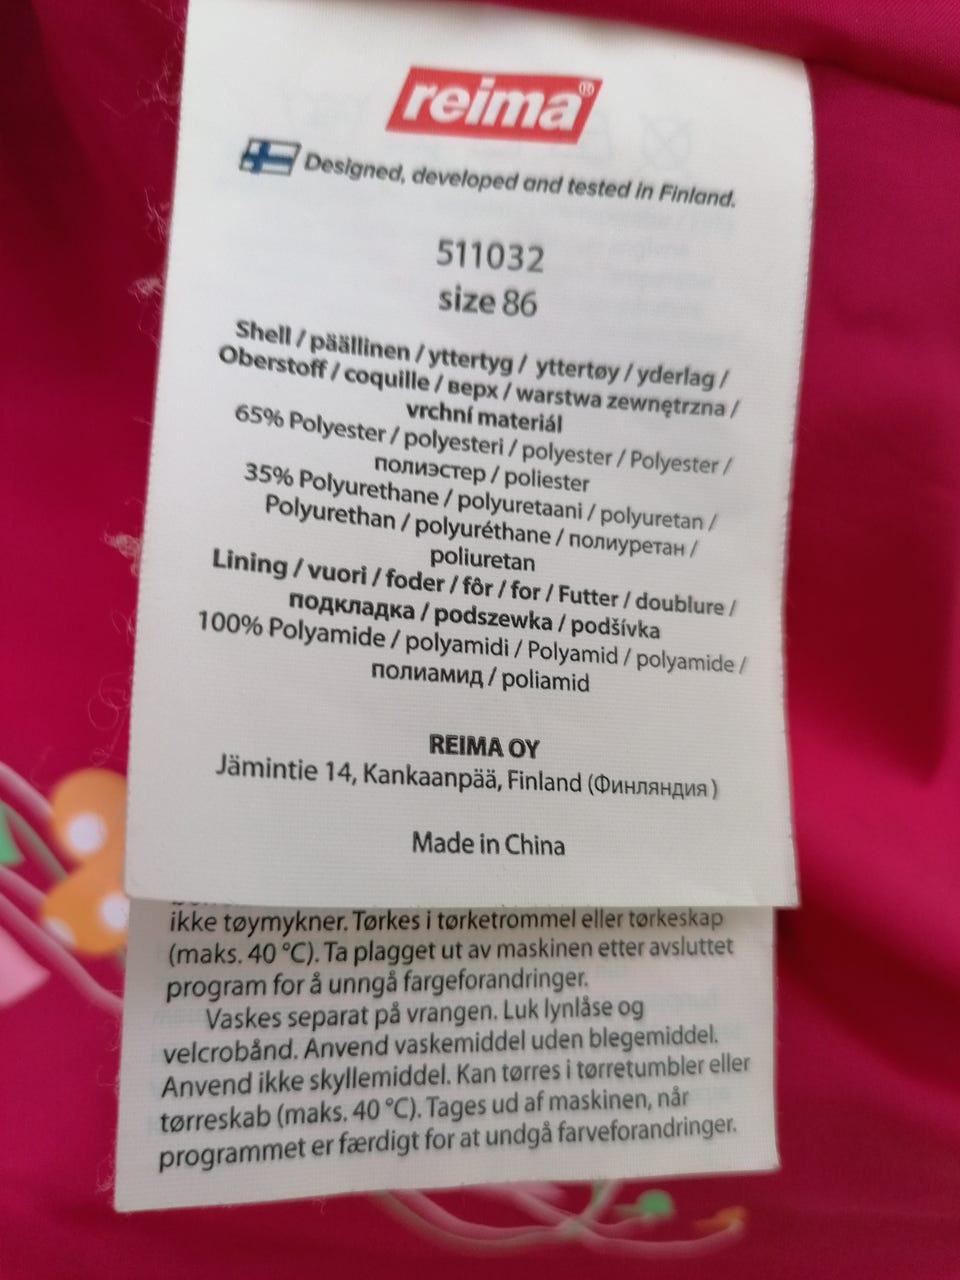 reima®
Designed, developed and tested in Finland.
511032
size 86
Shell / päällinen / yttertyg / yttertøy / yderlag /
Oberstoff / coquille / верх / warstwa zewnętrzna /
vrchní materiál
65% Polyester / polyesteri / polyester / Polyester /
полиэстер / poliester
35% Polyurethane / polyuretaani / polyuretan /
Polyurethan / polyuréthane / полиуретан /
poliuretan
Lining / vuori / foder / fôr / for / Futter / doublure /
подкладка / podszewka / podšívka
100% Polyamide / polyamidi / Polyamid / polyamide /
полиамид / poliamid
REIMA OY
Jämintie 14, Kankaanpää, Finland (Финляндия )
Made in China
ikke tøymykner. Tørkes i tørketrommel eller tørkeskap
(maks. 40 °C). Ta plagget ut av maskinen etter avsluttet
program for å unngå fargeforandringer.
Vaskes separat på vrangen. Luk lynlåse og
velcrobånd. Anvend vaskemiddel uden blegemiddel.
Anvend ikke skyllemiddel. Kan tørres i tørretumbler eller
tørreskab (maks. 40 °C). Tages ud af maskinen, når
programmet er færdigt for at undgå farveforandringer.